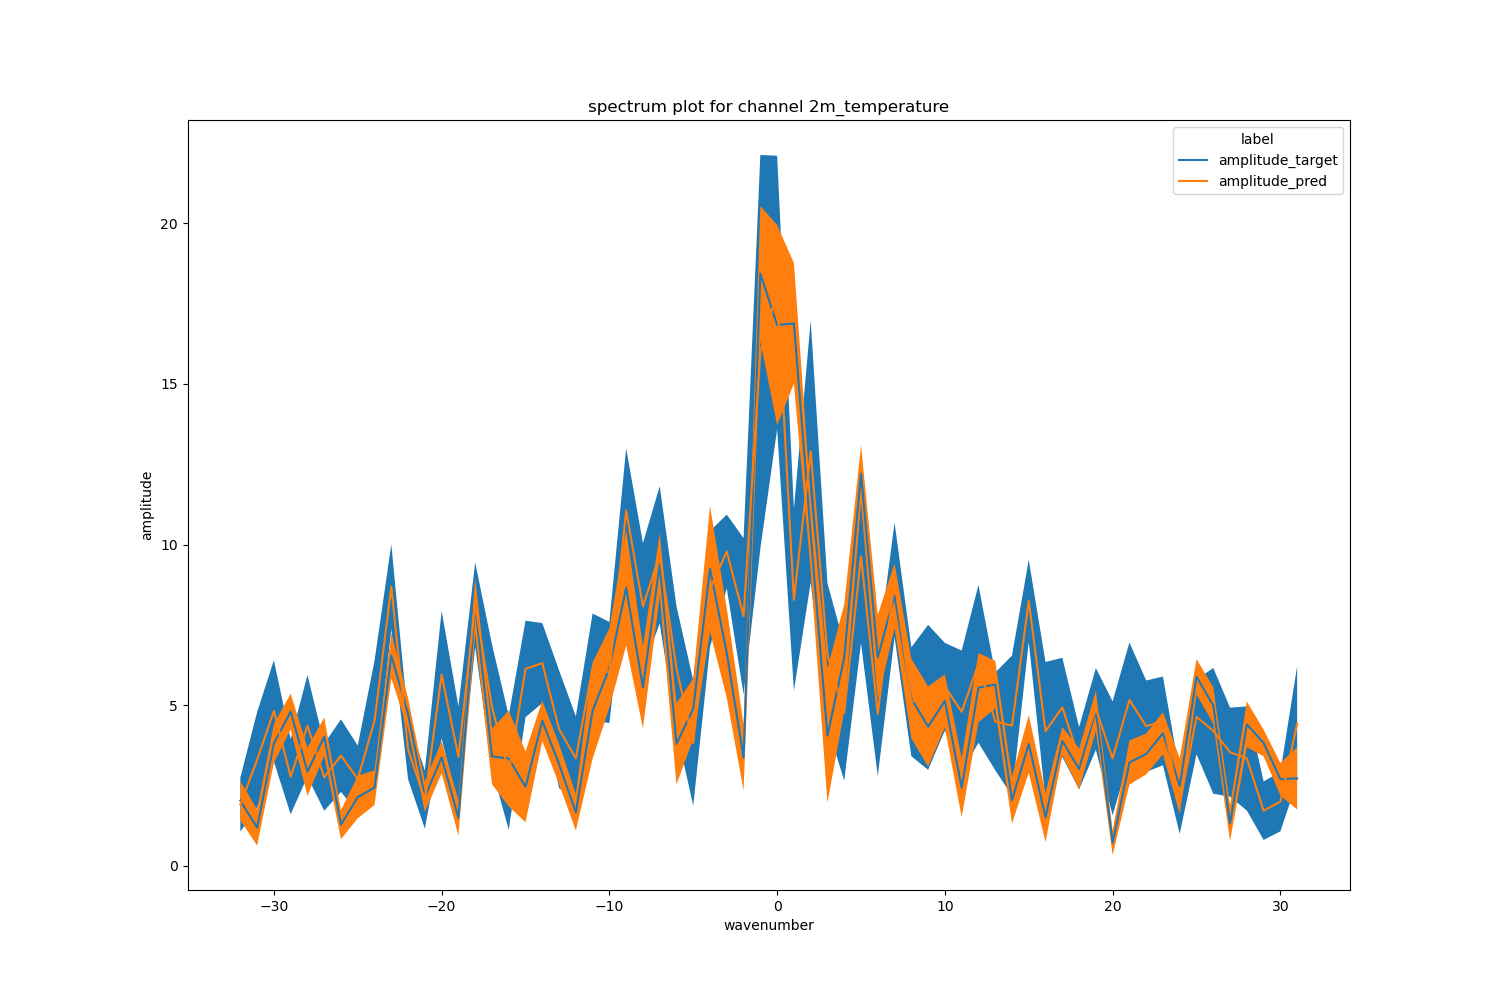 spectrum plot for channel 2m_temperature
label
amplitude_target
amplitude_pred
20
15
10
5
0
amplitude
−30
−20
−10
0
10
20
30
wavenumber